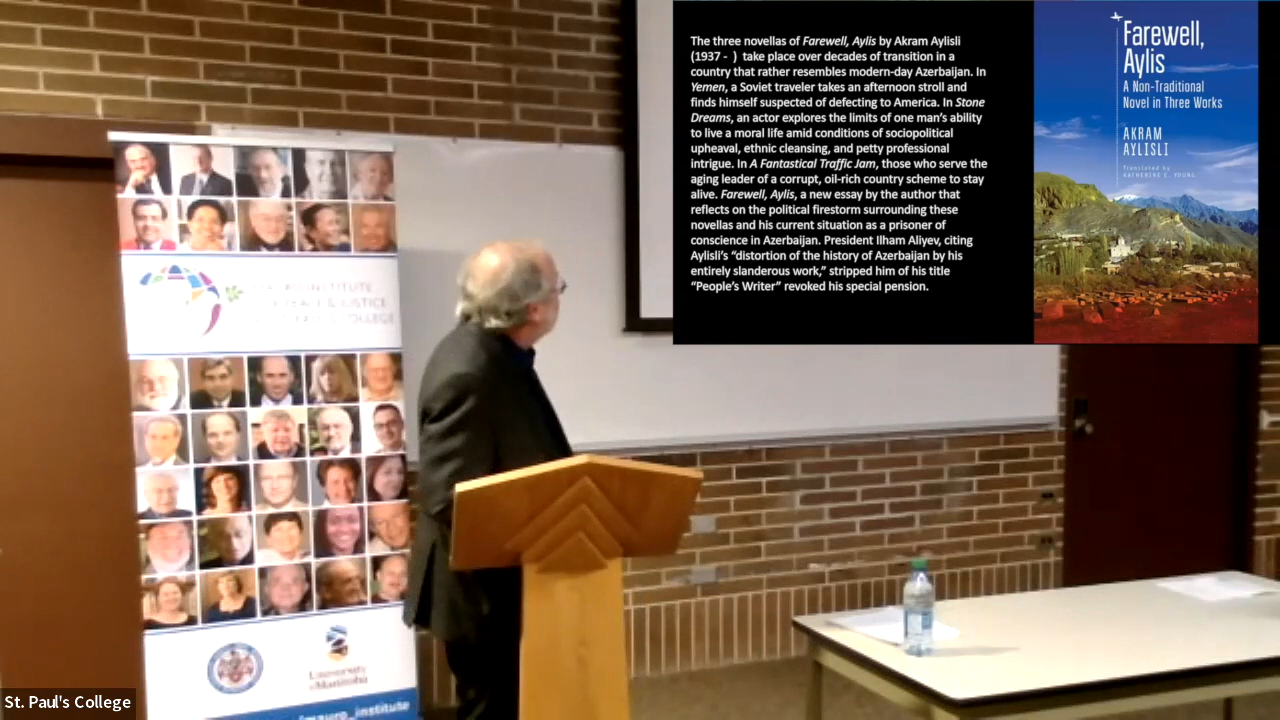 The three novellas of Farewell, Aylis by Akram Aylisli
(1937 - ) take place over decades of transition in a
country that rather resembles modern-day Azerbaijan. In
Yemen, a Soviet traveler takes an afternoon stroll and
finds himself suspected of defecting to America. In Stone
Dreams, an actor explores the limits of one man's ability
to live a moral life amid conditions of sociopolitical
upheaval, ethnic cleansing, and petty professional
intrigue. In A Fantastical Traffic Jam, those who serve the
aging leader of a corrupt, oil-rich country scheme to stay
alive. Farewell, Aylis, a new essay by the author that
reflects on the political firestorm surrounding these
novellas and his current situation as a prisoner of
conscience in Azerbaijan. President Ilham Aliyev, citing
Aylisli's “distortion of the history of Azerbaijan by his
entirely slanderous work,” stripped him of his title
“People's Writer” revoked his special pension.
Farewell,
Aylis
A Non-Traditional
Novel in Three Works
AKRAM
AYLISLI
Translated by
KATHERINE E. YOUNG
INSTITUTE
& JUSTICE
COLLEGE
University
of Manitoba
/mauro_institute
St. Paul's College